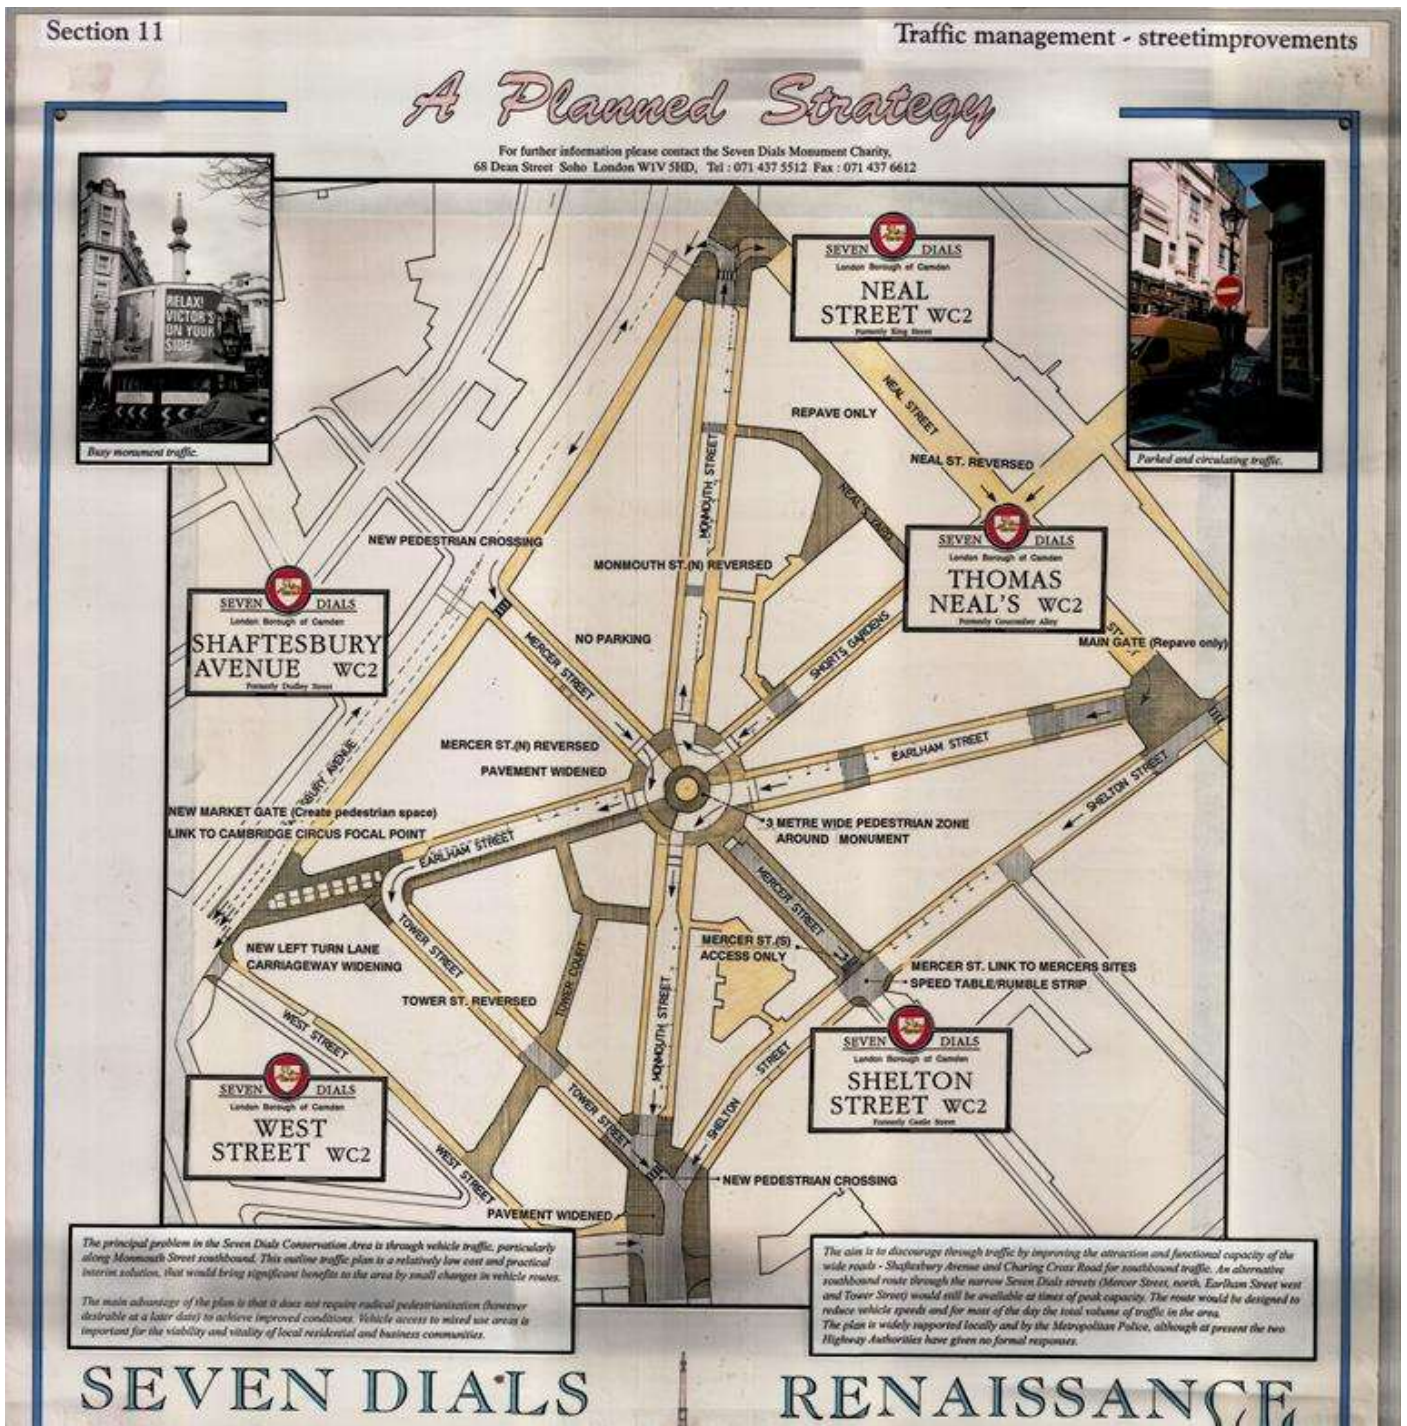 Section 11
Traffic management - streetimprovements
A Planned Strategy
For further information please contact the Seven Dials Monument Charity,
68 Dean Street Soho London W1V 5HD, Tel : 071 437 5512 Fax : 071 437 6612
RELAX!
VICTOR'S
ON YOUR
SIDE!
Busy monument traffic.
Parked and circulating traffic.
SEVEN DIALS
London Borough of Camden
NEAL
STREET WC2
Formerly King Street
NEAL STREET
REPAVE ONLY
NEAL ST. REVERSED
MONMOUTH STREET
NEAL'S YARD
NEW PEDESTRIAN CROSSING
MONMOUTH ST.(N) REVERSED
SEVEN DIALS
London Borough of Camden
THOMAS
NEAL'S WC2
Formerly Coucumber Alley
SEVEN DIALS
London Borough of Camden
SHAFTESBURY
AVENUE WC2
Formerly Dudley Street
NO PARKING
MERCER STREET
SHORTS GARDENS
ST.
MAIN GATE (Repave only)
MERCER ST.(N) REVERSED
PAVEMENT WIDENED
EARLHAM STREET
SHELTON STREET
SBURY AVENUE
NEW MARKET GATE (Create pedestrian space)
LINK TO CAMBRIDGE CIRCUS FOCAL POINT
3 METRE WIDE PEDESTRIAN ZONE
AROUND MONUMENT
EARLHAM STREET
MERCER STREET
TOWER STREET
NEW LEFT TURN LANE
CARRIAGEWAY WIDENING
MERCER ST.(S)
ACCESS ONLY
MERCER ST. LINK TO MERCERS SITES
SPEED TABLE/RUMBLE STRIP
TOWER COURT
TOWER ST. REVERSED
MONMOUTH STREET
WEST STREET
SHELTON STREET
SEVEN DIALS
London Borough of Camden
SHELTON
STREET WC2
Formerly Castle Street
SEVEN DIALS
London Borough of Camden
WEST
STREET WC2
TOWER STREET
WEST STREET
NEW PEDESTRIAN CROSSING
PAVEMENT WIDENED
The principal problem in the Seven Dials Conservation Area is through vehicle traffic, particularly
along Monmouth Street southbound. This outline traffic plan is a relatively low cost and practical
interim solution, that would bring significant benefits to the area by small changes in vehicle routes.
The main advantage of the plan is that it does not require radical pedestrianisation (however
desirable at a later date) to achieve improved conditions. Vehicle access to mixed use areas is
important for the viability and vitality of local residential and business communities.
The aim is to discourage through traffic by improving the attraction and functional capacity of the
wide roads - Shaftesbury Avenue and Charing Cross Road for southbound traffic. An alternative
southbound route through the narrow Seven Dials streets (Mercer Street, north, Earlham Street west
and Tower Street) would still be available at times of peak capacity. The route would be designed to
reduce vehicle speeds and for most of the day the total volume of traffic in the area.
The plan is widely supported locally and by the Metropolitan Police, although at present the two
Highway Authorities have given no formal responses.
SEVEN DIALS RENAISSANCE